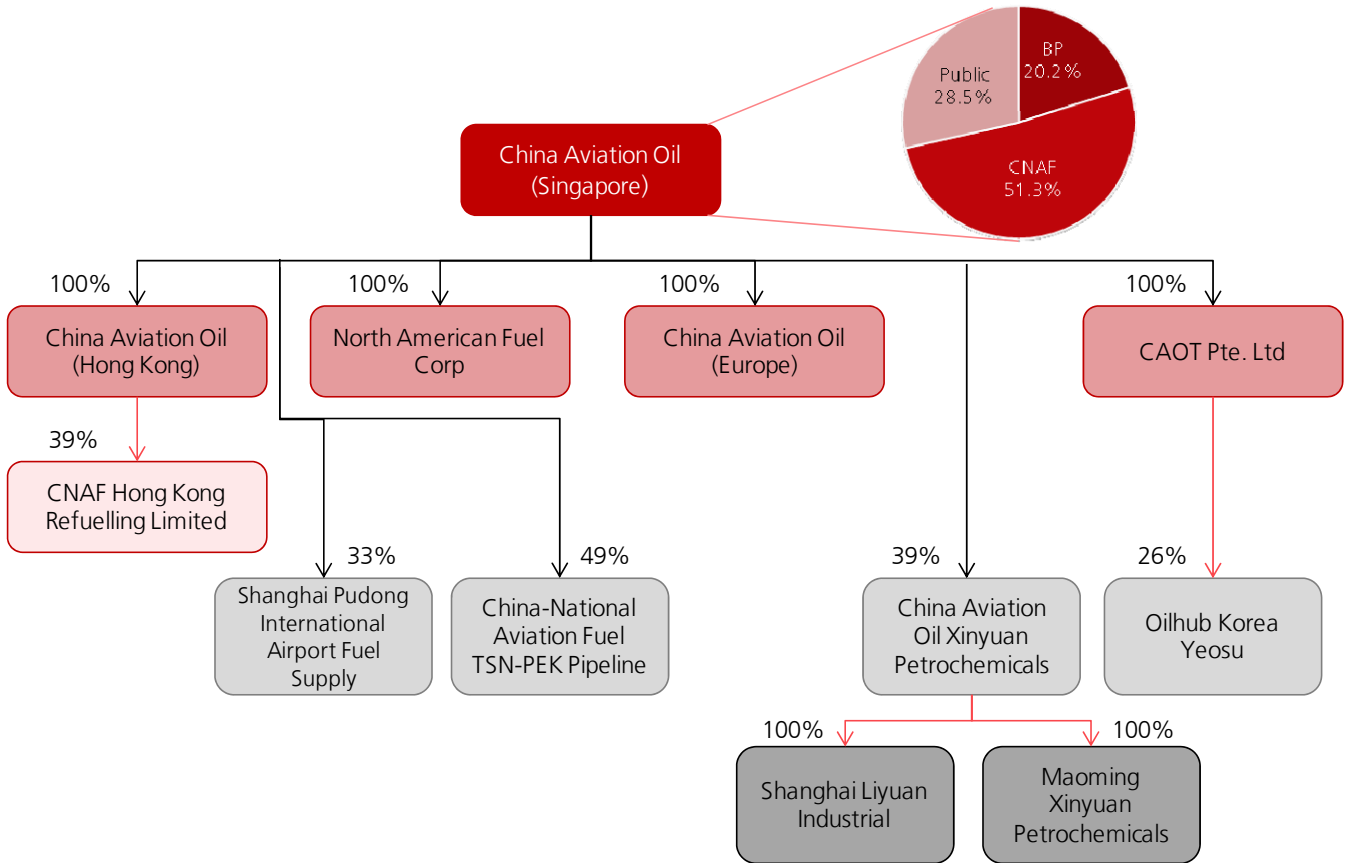 BP
20.2%
Public
28.5%
CNAF
51.3%
China Aviation Oil
(Singapore)
100%
100%
100%
100%
China Aviation Oil
(Hong Kong)
North American Fuel
Corp
China Aviation Oil
(Europe)
CAOT Pte. Ltd
39%
CNAF Hong Kong
Refuelling Limited
33%
49%
39%
26%
Shanghai Pudong
International
Airport Fuel
Supply
China-National
Aviation Fuel
TSN-PEK Pipeline
China Aviation
Oil Xinyuan
Petrochemicals
Oilhub Korea
Yeosu
100%
100%
Shanghai Liyuan
Industrial
Maoming
Xinyuan
Petrochemicals